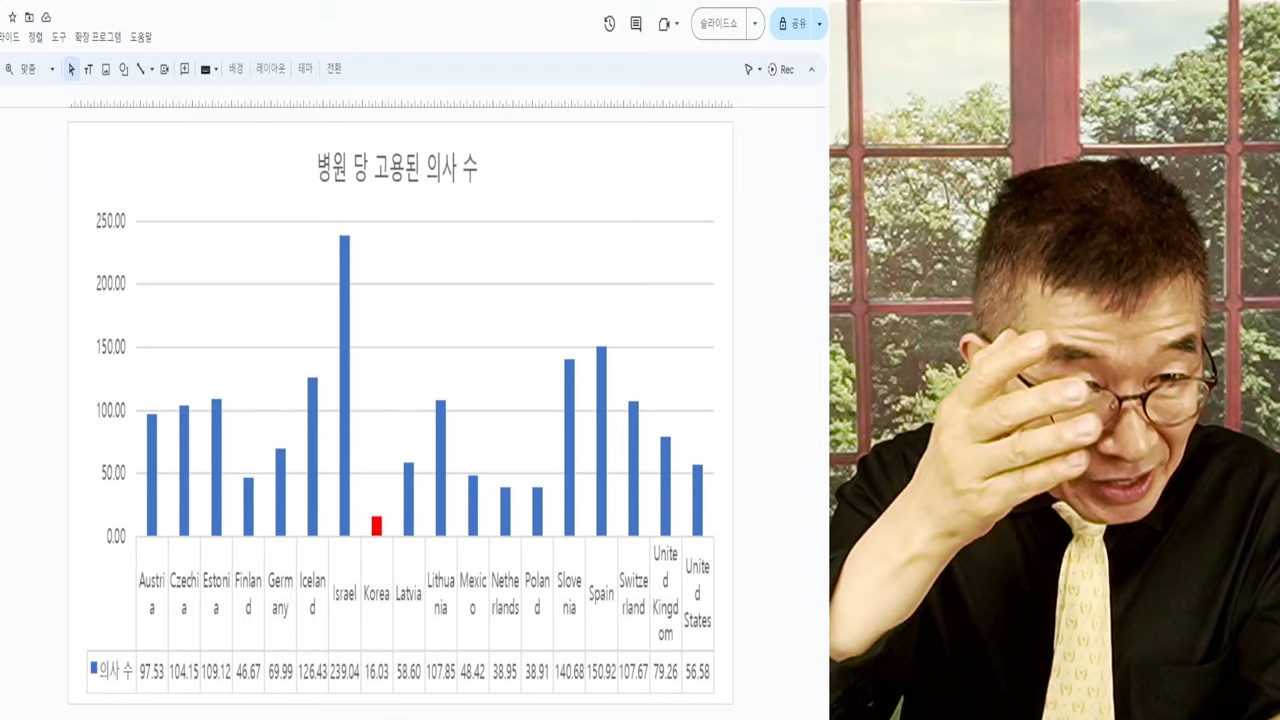 라이드 정렬 도구 확장 프로그램 도움말
슬라이드쇼
공유
맞춤
배경 레이아웃 테마 전환
Rec
병원 당 고용된 의사 수
250.00
200.00
150.00
100.00
50.00
0.00
Austria Czechia Estonia Finland Germany Iceland Israel Korea Latvia Lithuania Mexico Netherlands Poland Slovenia Spain Switzerland United Kingdom United States
의사 수 97.53 104.15 109.12 46.67 69.99 126.43 239.04 16.03 58.60 107.85 48.42 38.95 38.91 140.68 150.92 107.67 79.26 56.58